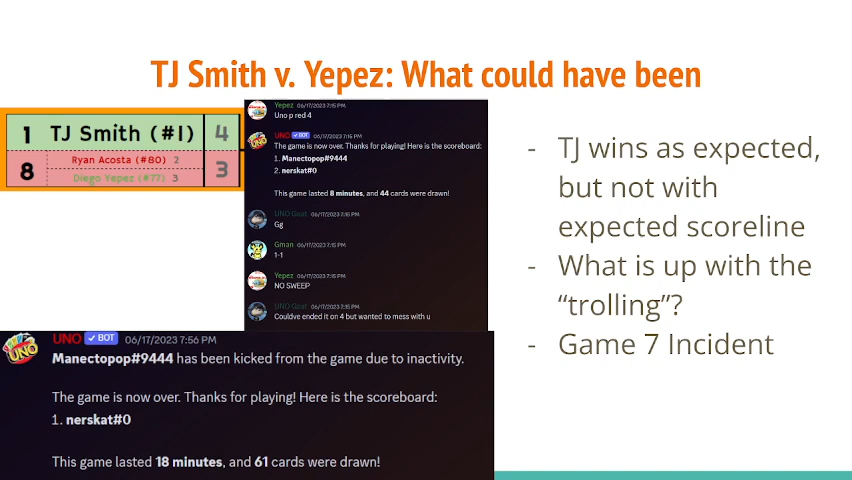 TJ Smith v. Yepez: What could have been
1 TJ Smith (#1) 4
8 Ryan Acosta (#80) 2 3
Diego Yepez (#77) 3
Yepez 06/17/2023 7:15 PM
Uno p red 4
UNO BOT 06/17/2023 7:15 PM
The game is now over. Thanks for playing! Here is the scoreboard:
1. Manectopop#9444
2. nerskat#0
This game lasted 8 minutes, and 44 cards were drawn!
UNO Goat 06/17/2023 7:15 PM
Gg
Gman 06/17/2023 7:15 PM
1-1
Yepez 06/17/2023 7:15 PM
NO SWEEP
UNO Goat 06/17/2023 7:15 PM
Couldve ended it on 4 but wanted to mess with u
UNO BOT 06/17/2023 7:56 PM
Manectopop#9444 has been kicked from the game due to inactivity.
The game is now over. Thanks for playing! Here is the scoreboard:
1. nerskat#0
This game lasted 18 minutes, and 61 cards were drawn!
- TJ wins as expected,
but not with
expected scoreline
- What is up with the
“trolling”?
- Game 7 Incident